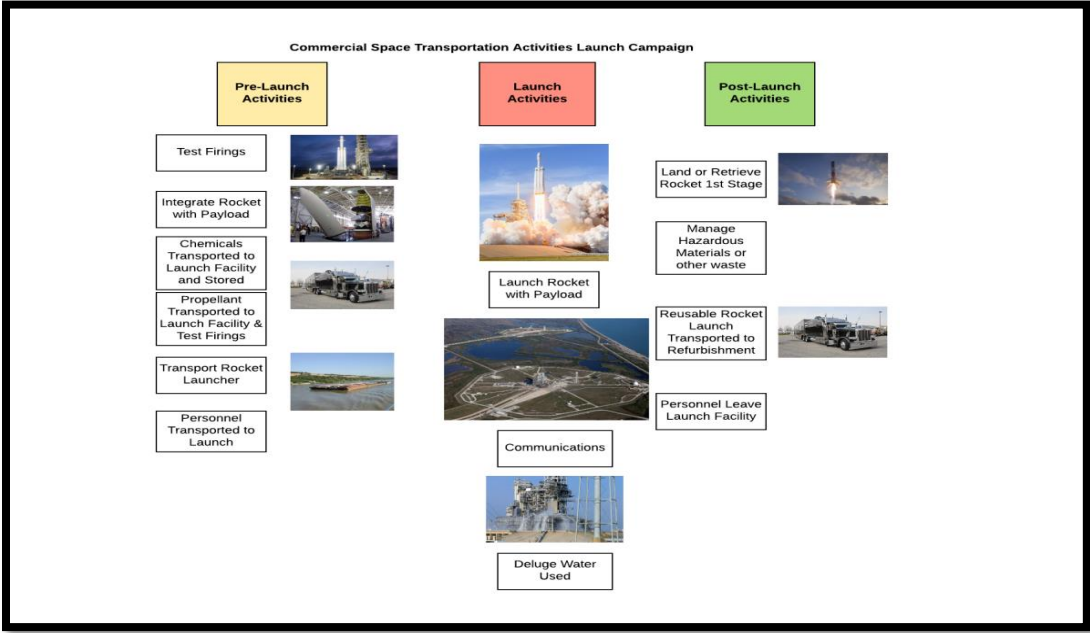 Commercial Space Transportation Activities Launch Campaign
Pre-Launch
Activities
Test Firings
Integrate Rocket
with Payload
Chemicals
Transported to
Launch Facility
and Stored
Propellant
Transported to
Launch Facility &
Test Firings
Transport Rocket
Launcher
Personnel
Transported to
Launch
Launch
Activities
Launch Rocket
with Payload
Communications
Deluge Water
Used
Post-Launch
Activities
Land or Retrieve
Rocket 1st Stage
Manage
Hazardous
Materials or
other waste
Reusable Rocket
Launch
Transported to
Refurbishment
Personnel Leave
Launch Facility